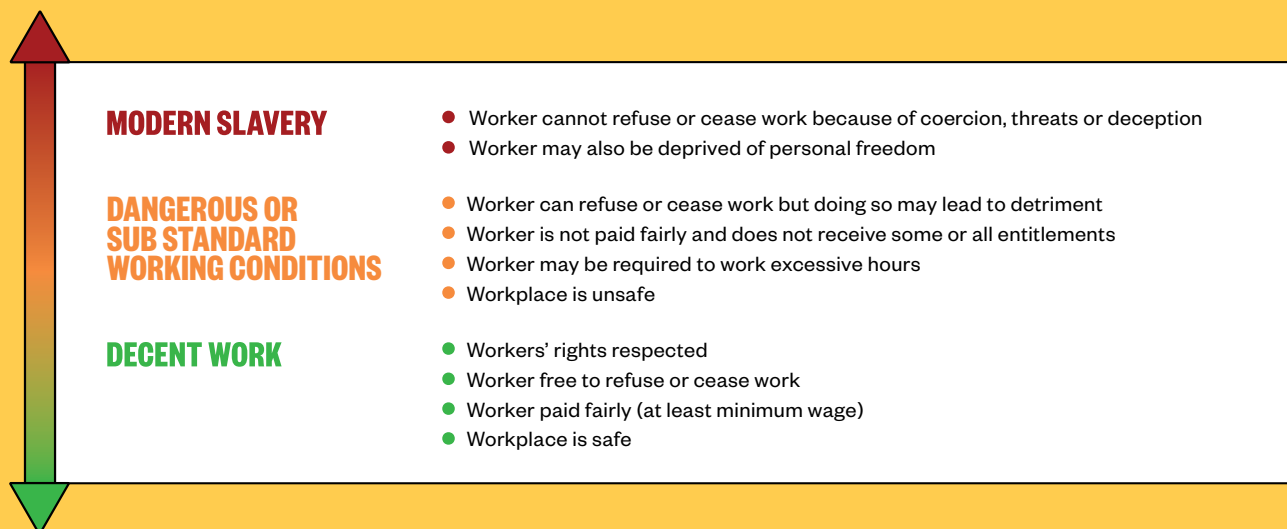 MODERN SLAVERY
Worker cannot refuse or cease work because of coercion, threats or deception
Worker may also be deprived of personal freedom
DANGEROUS OR
SUB STANDARD
WORKING CONDITIONS
Worker can refuse or cease work but doing so may lead to detriment
Worker is not paid fairly and does not receive some or all entitlements
Worker may be required to work excessive hours
Workplace is unsafe
DECENT WORK
Workers’ rights respected
Worker free to refuse or cease work
Worker paid fairly (at least minimum wage)
Workplace is safe